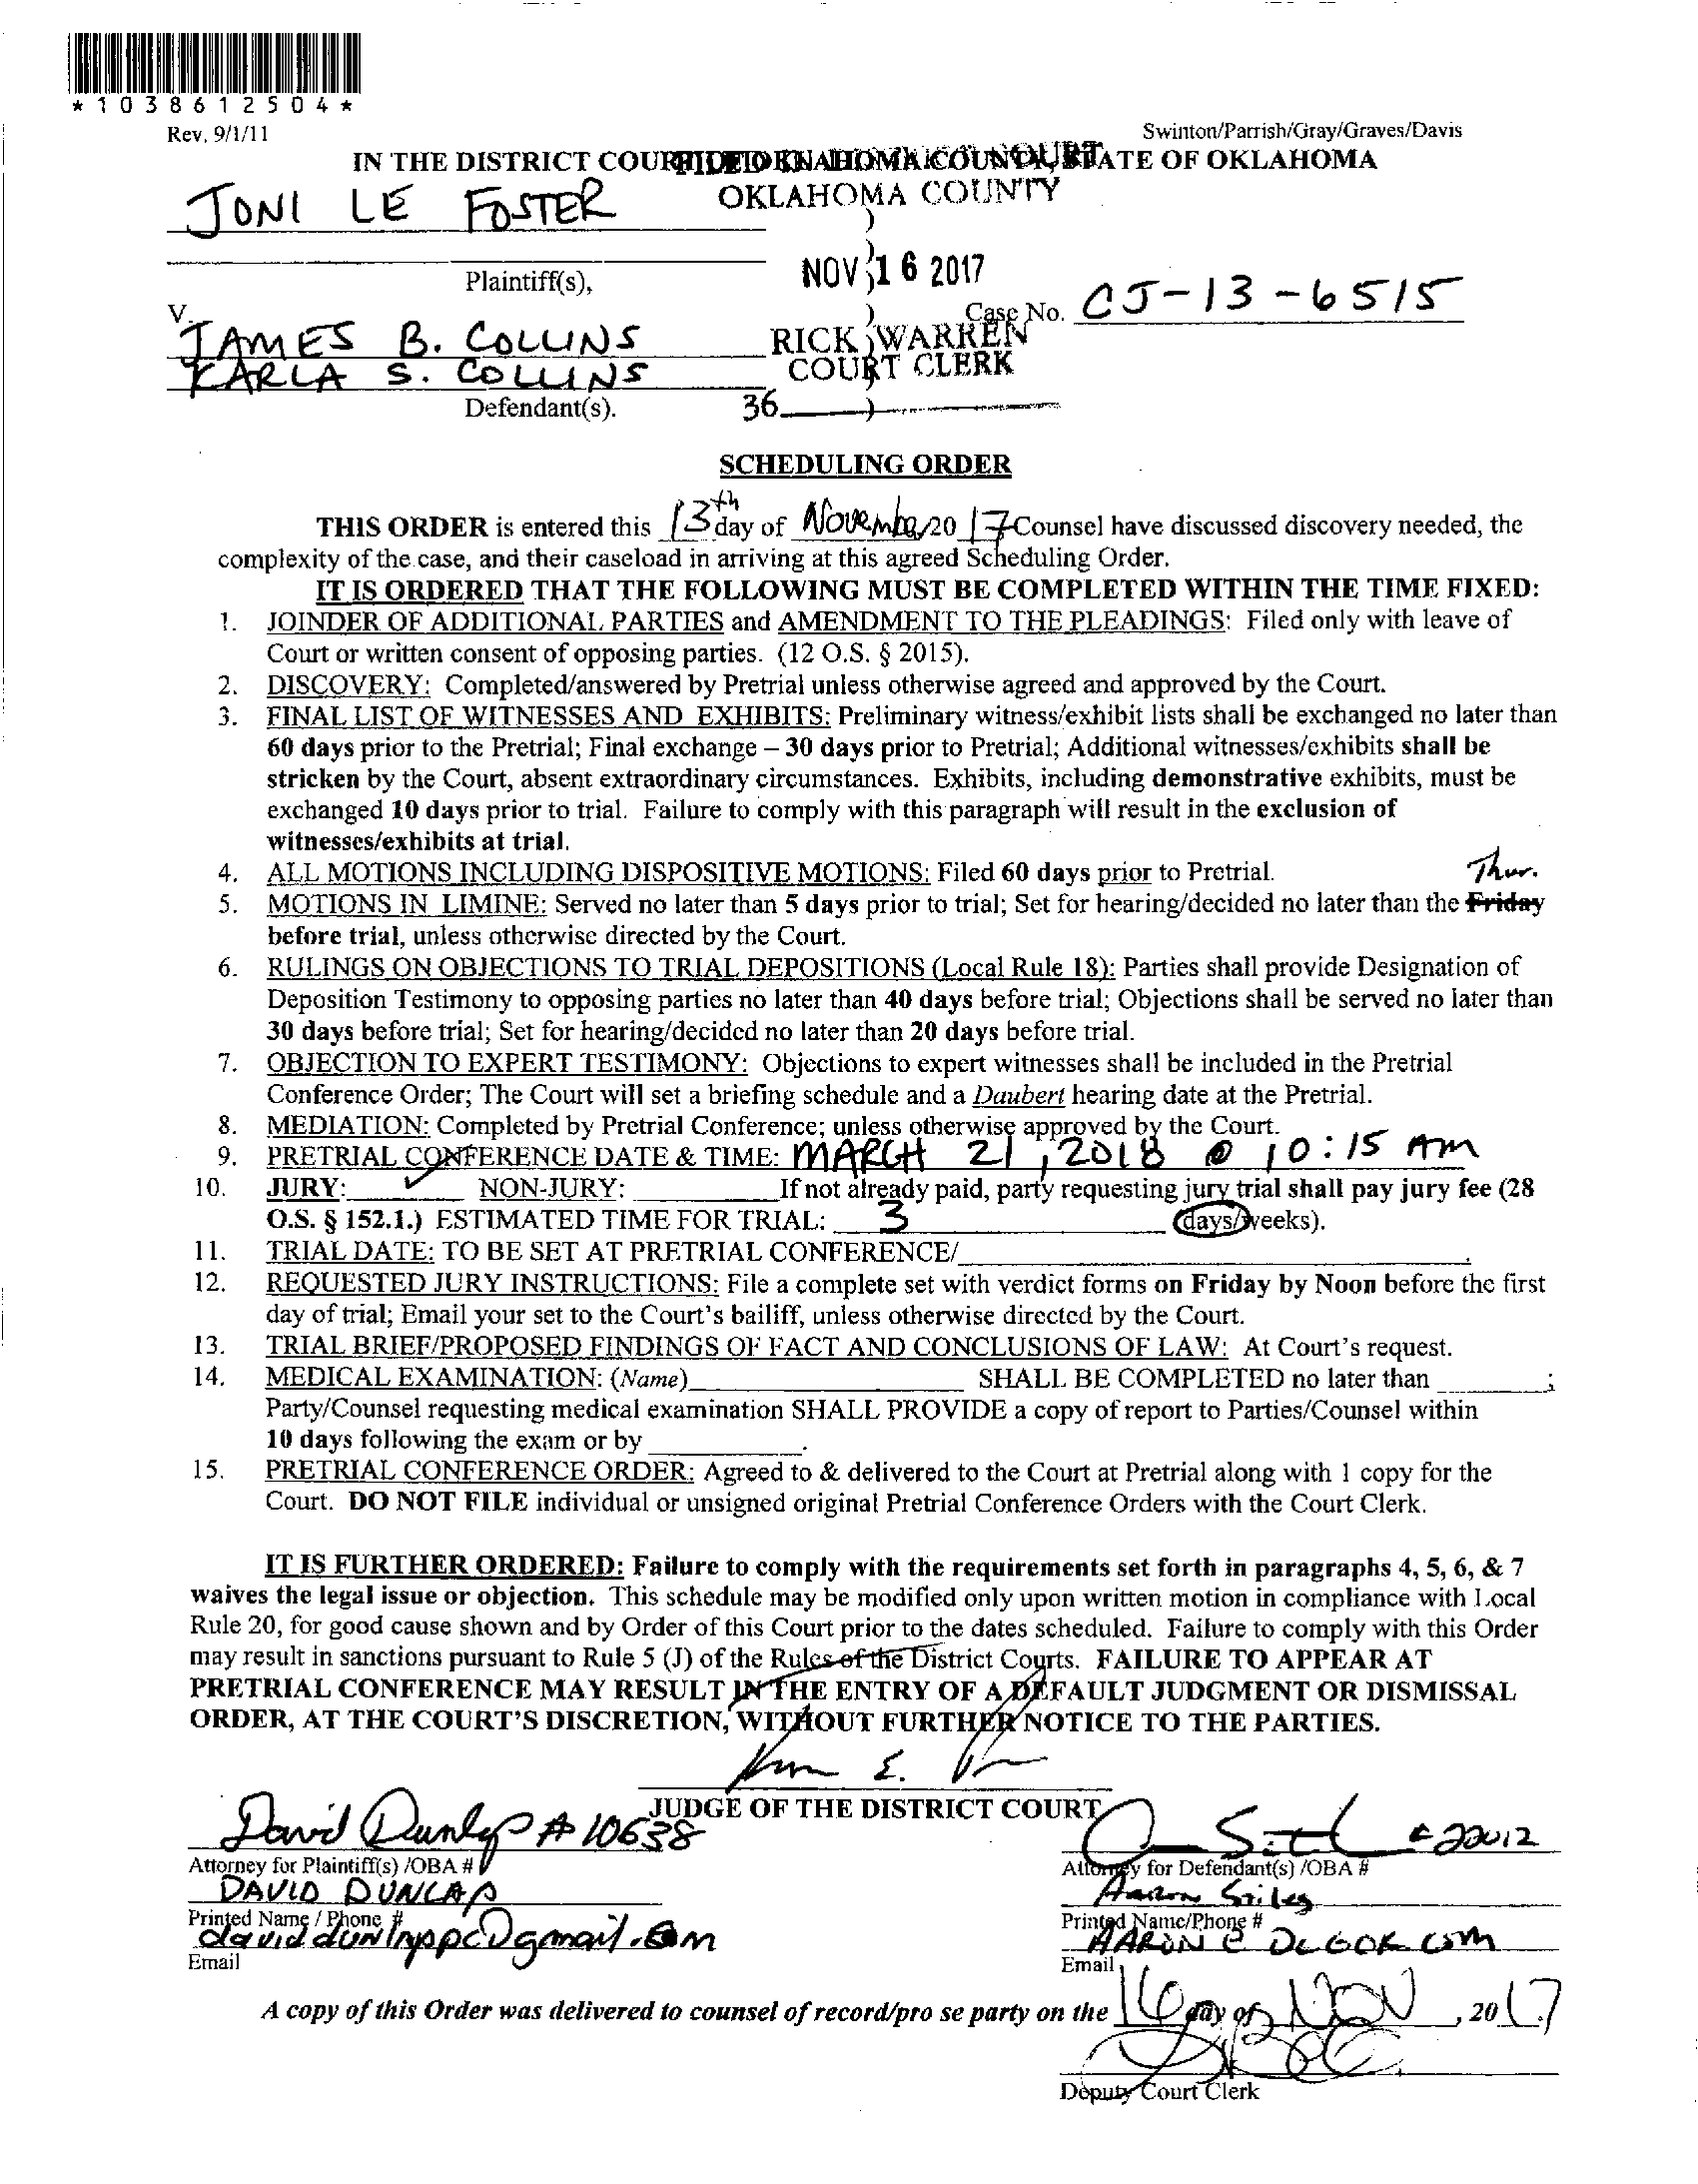 *1038612504*
Rev. 9/1/11
Swinton/Parrish/Gray/Graves/Davis
IN THE DISTRICT COURT OKLAHOMA COUNTY, STATE OF OKLAHOMA
OKLAHOMA COUNTY
JONI LE FOSTER )
)
Plaintiff(s), NOV 16 2017
V. ) Case No. CJ-13-6515
JAMES B. COLLINS RICK WARREN
KARLA S. COLLINS COURT CLERK
Defendant(s). 36 )
SCHEDULING ORDER
THIS ORDER is entered this 13th day of November, 20 17 Counsel have discussed discovery needed, the
complexity of the case, and their caseload in arriving at this agreed Scheduling Order.
IT IS ORDERED THAT THE FOLLOWING MUST BE COMPLETED WITHIN THE TIME FIXED:
1. JOINDER OF ADDITIONAL PARTIES and AMENDMENT TO THE PLEADINGS: Filed only with leave of
Court or written consent of opposing parties. (12 O.S. § 2015).
2. DISCOVERY: Completed/answered by Pretrial unless otherwise agreed and approved by the Court.
3. FINAL LIST OF WITNESSES AND EXHIBITS: Preliminary witness/exhibit lists shall be exchanged no later than
60 days prior to the Pretrial; Final exchange – 30 days prior to Pretrial; Additional witnesses/exhibits shall be
stricken by the Court, absent extraordinary circumstances. Exhibits, including demonstrative exhibits, must be
exchanged 10 days prior to trial. Failure to comply with this paragraph will result in the exclusion of
witnesses/exhibits at trial.
4. ALL MOTIONS INCLUDING DISPOSITIVE MOTIONS: Filed 60 days prior to Pretrial. Thur.
5. MOTIONS IN LIMINE: Served no later than 5 days prior to trial; Set for hearing/decided no later than the Friday
before trial, unless otherwise directed by the Court.
6. RULINGS ON OBJECTIONS TO TRIAL DEPOSITIONS (Local Rule 18): Parties shall provide Designation of
Deposition Testimony to opposing parties no later than 40 days before trial; Objections shall be served no later than
30 days before trial; Set for hearing/decided no later than 20 days before trial.
7. OBJECTION TO EXPERT TESTIMONY: Objections to expert witnesses shall be included in the Pretrial
Conference Order; The Court will set a briefing schedule and a Daubert hearing date at the Pretrial.
8. MEDIATION: Completed by Pretrial Conference; unless otherwise approved by the Court.
9. PRETRIAL CONFERENCE DATE & TIME: MARCH 21, 2018 @ 10:15 AM
10. JURY: ✓ NON-JURY: If not already paid, party requesting jury trial shall pay jury fee (28
O.S. § 152.1.) ESTIMATED TIME FOR TRIAL: 3 (days/weeks).
11. TRIAL DATE: TO BE SET AT PRETRIAL CONFERENCE/ .
12. REQUESTED JURY INSTRUCTIONS: File a complete set with verdict forms on Friday by Noon before the first
day of trial; Email your set to the Court's bailiff, unless otherwise directed by the Court.
13. TRIAL BRIEF/PROPOSED FINDINGS OF FACT AND CONCLUSIONS OF LAW: At Court's request.
14. MEDICAL EXAMINATION: (Name) SHALL BE COMPLETED no later than ;
Party/Counsel requesting medical examination SHALL PROVIDE a copy of report to Parties/Counsel within
10 days following the exam or by .
15. PRETRIAL CONFERENCE ORDER: Agreed to & delivered to the Court at Pretrial along with 1 copy for the
Court. DO NOT FILE individual or unsigned original Pretrial Conference Orders with the Court Clerk.
IT IS FURTHER ORDERED: Failure to comply with the requirements set forth in paragraphs 4, 5, 6, & 7
waives the legal issue or objection. This schedule may be modified only upon written motion in compliance with Local
Rule 20, for good cause shown and by Order of this Court prior to the dates scheduled. Failure to comply with this Order
may result in sanctions pursuant to Rule 5 (J) of the Rules of the District Courts. FAILURE TO APPEAR AT
PRETRIAL CONFERENCE MAY RESULT IN THE ENTRY OF A DEFAULT JUDGMENT OR DISMISSAL
ORDER, AT THE COURT'S DISCRETION, WITHOUT FURTHER NOTICE TO THE PARTIES.
JUDGE OF THE DISTRICT COURT
David Dunlap # 10638 # 22012
Attorney for Plaintiff(s) /OBA # Attorney for Defendant(s) /OBA #
DAVID DUNLAP Aaron Stiles
Printed Name / Phone # Printed Name/Phone #
AARON @ DLGOK.COM
Email Email
A copy of this Order was delivered to counsel of record/pro se party on the 16 day of NOV, 20 17
Deputy Court Clerk